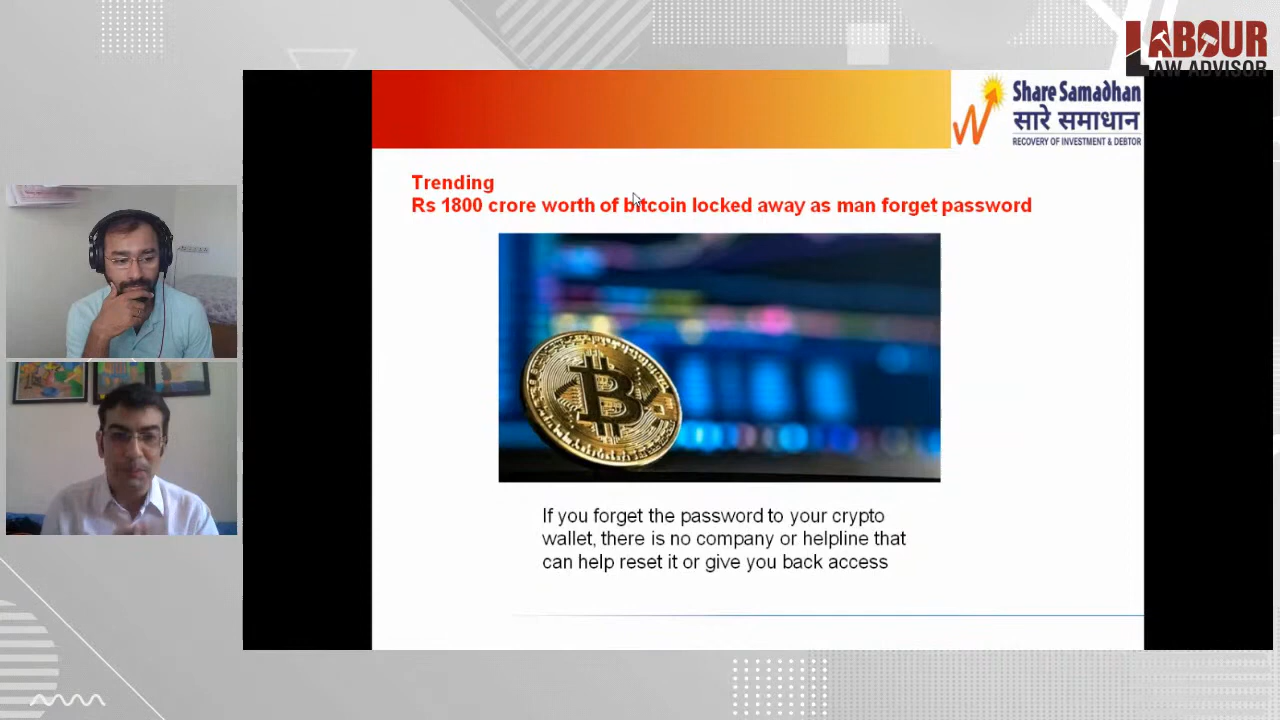 LABOUR
LAW ADVISOR
Share Samadhan
सारे समाधान
RECOVERY OF INVESTMENT & DEBTOR
Trending
Rs 1800 crore worth of bitcoin locked away as man forget password
If you forget the password to your crypto
wallet, there is no company or helpline that
can help reset it or give you back access